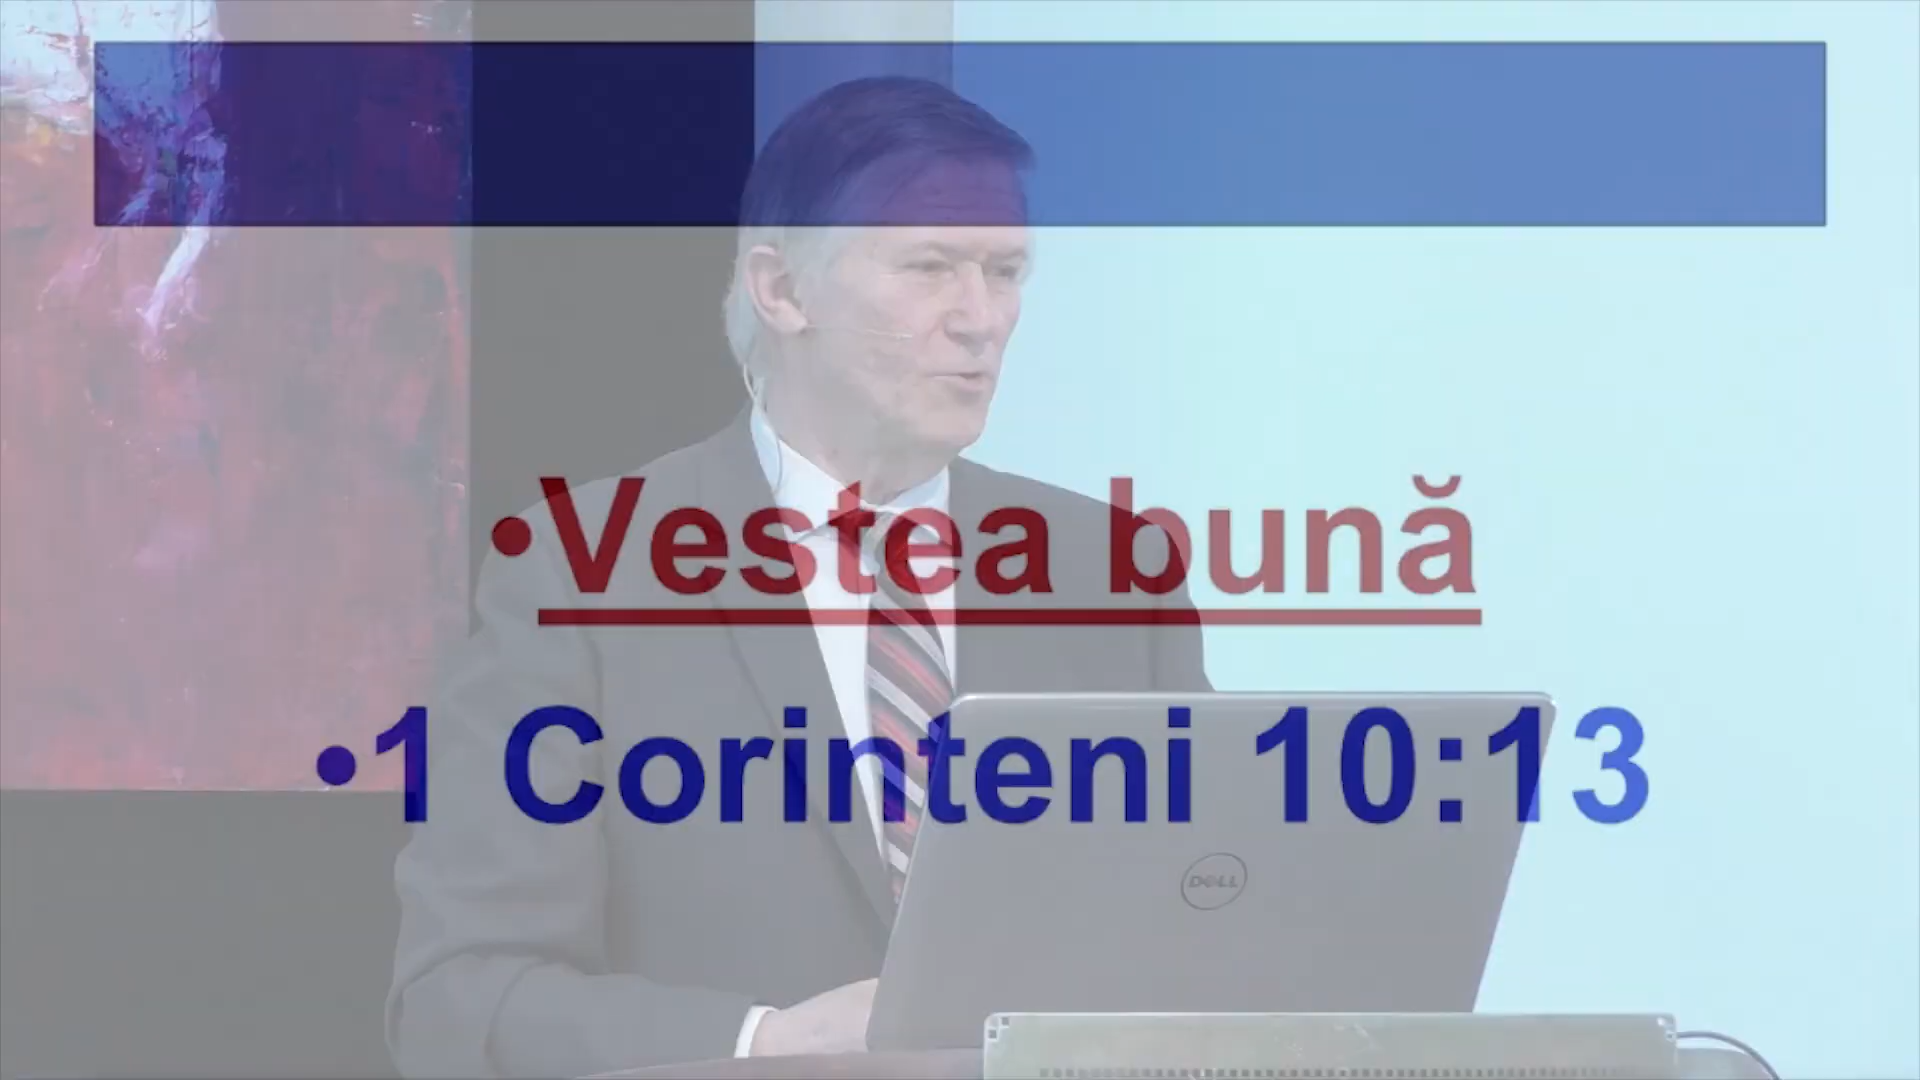 •Vestea bună
•1 Corinteni 10:13
DELL